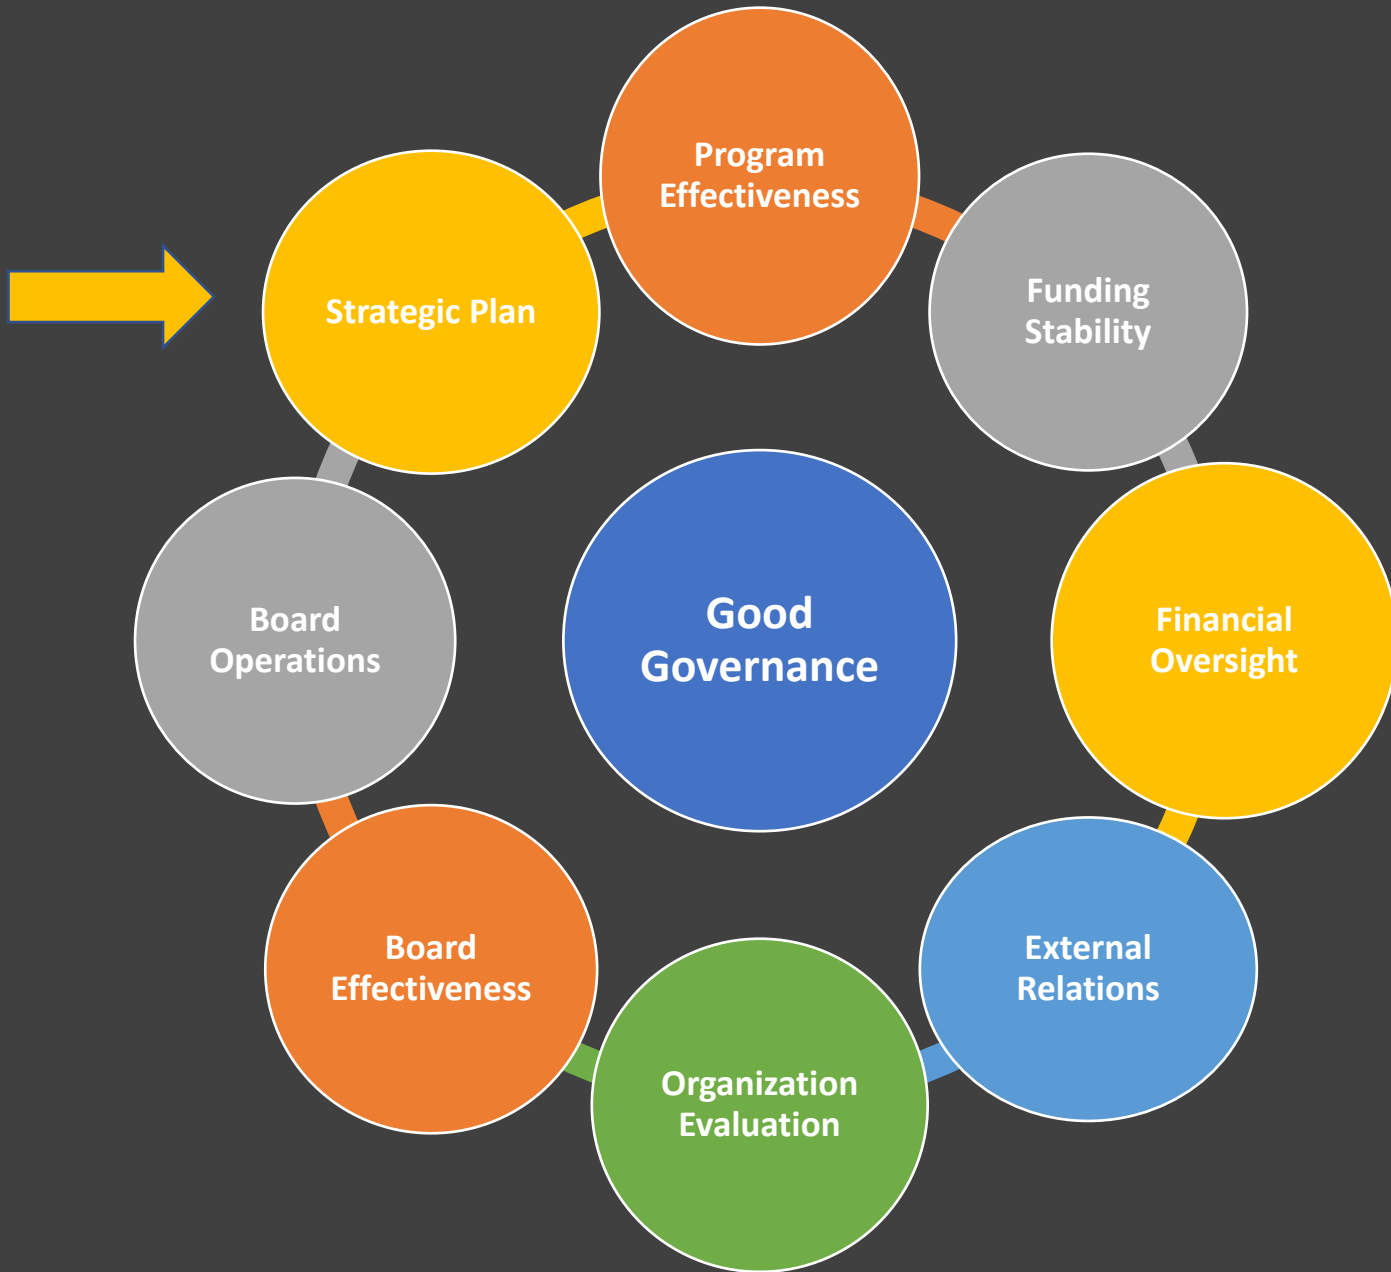 Program
Effectiveness
Strategic Plan
Funding
Stability
Good
Governance
Board
Operations
Financial
Oversight
Board
Effectiveness
External
Relations
Organization
Evaluation